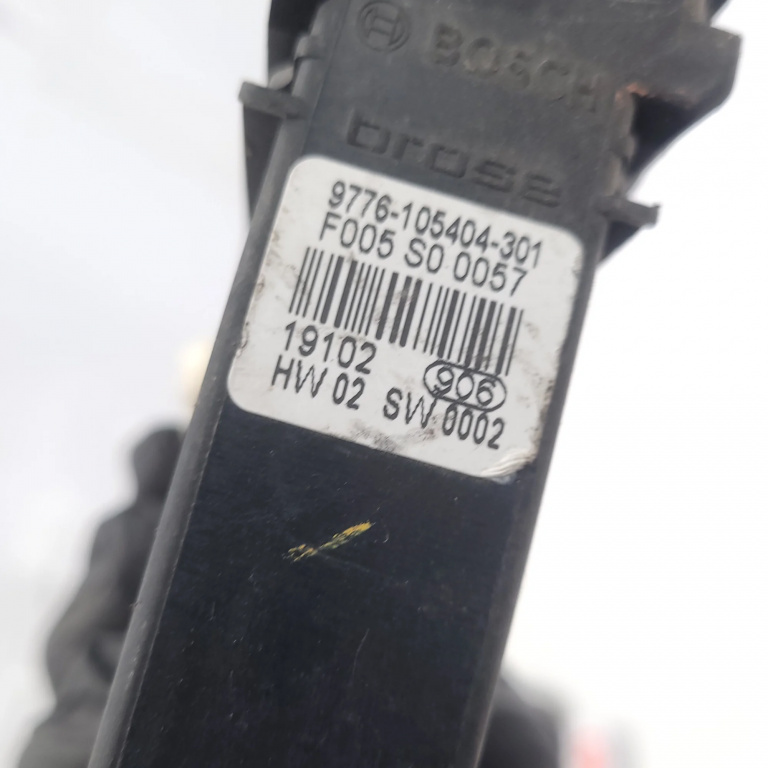 BOSCH
brose
9776-105404-301
F005 S0 0057
19102 906
HW 02 SW 0002